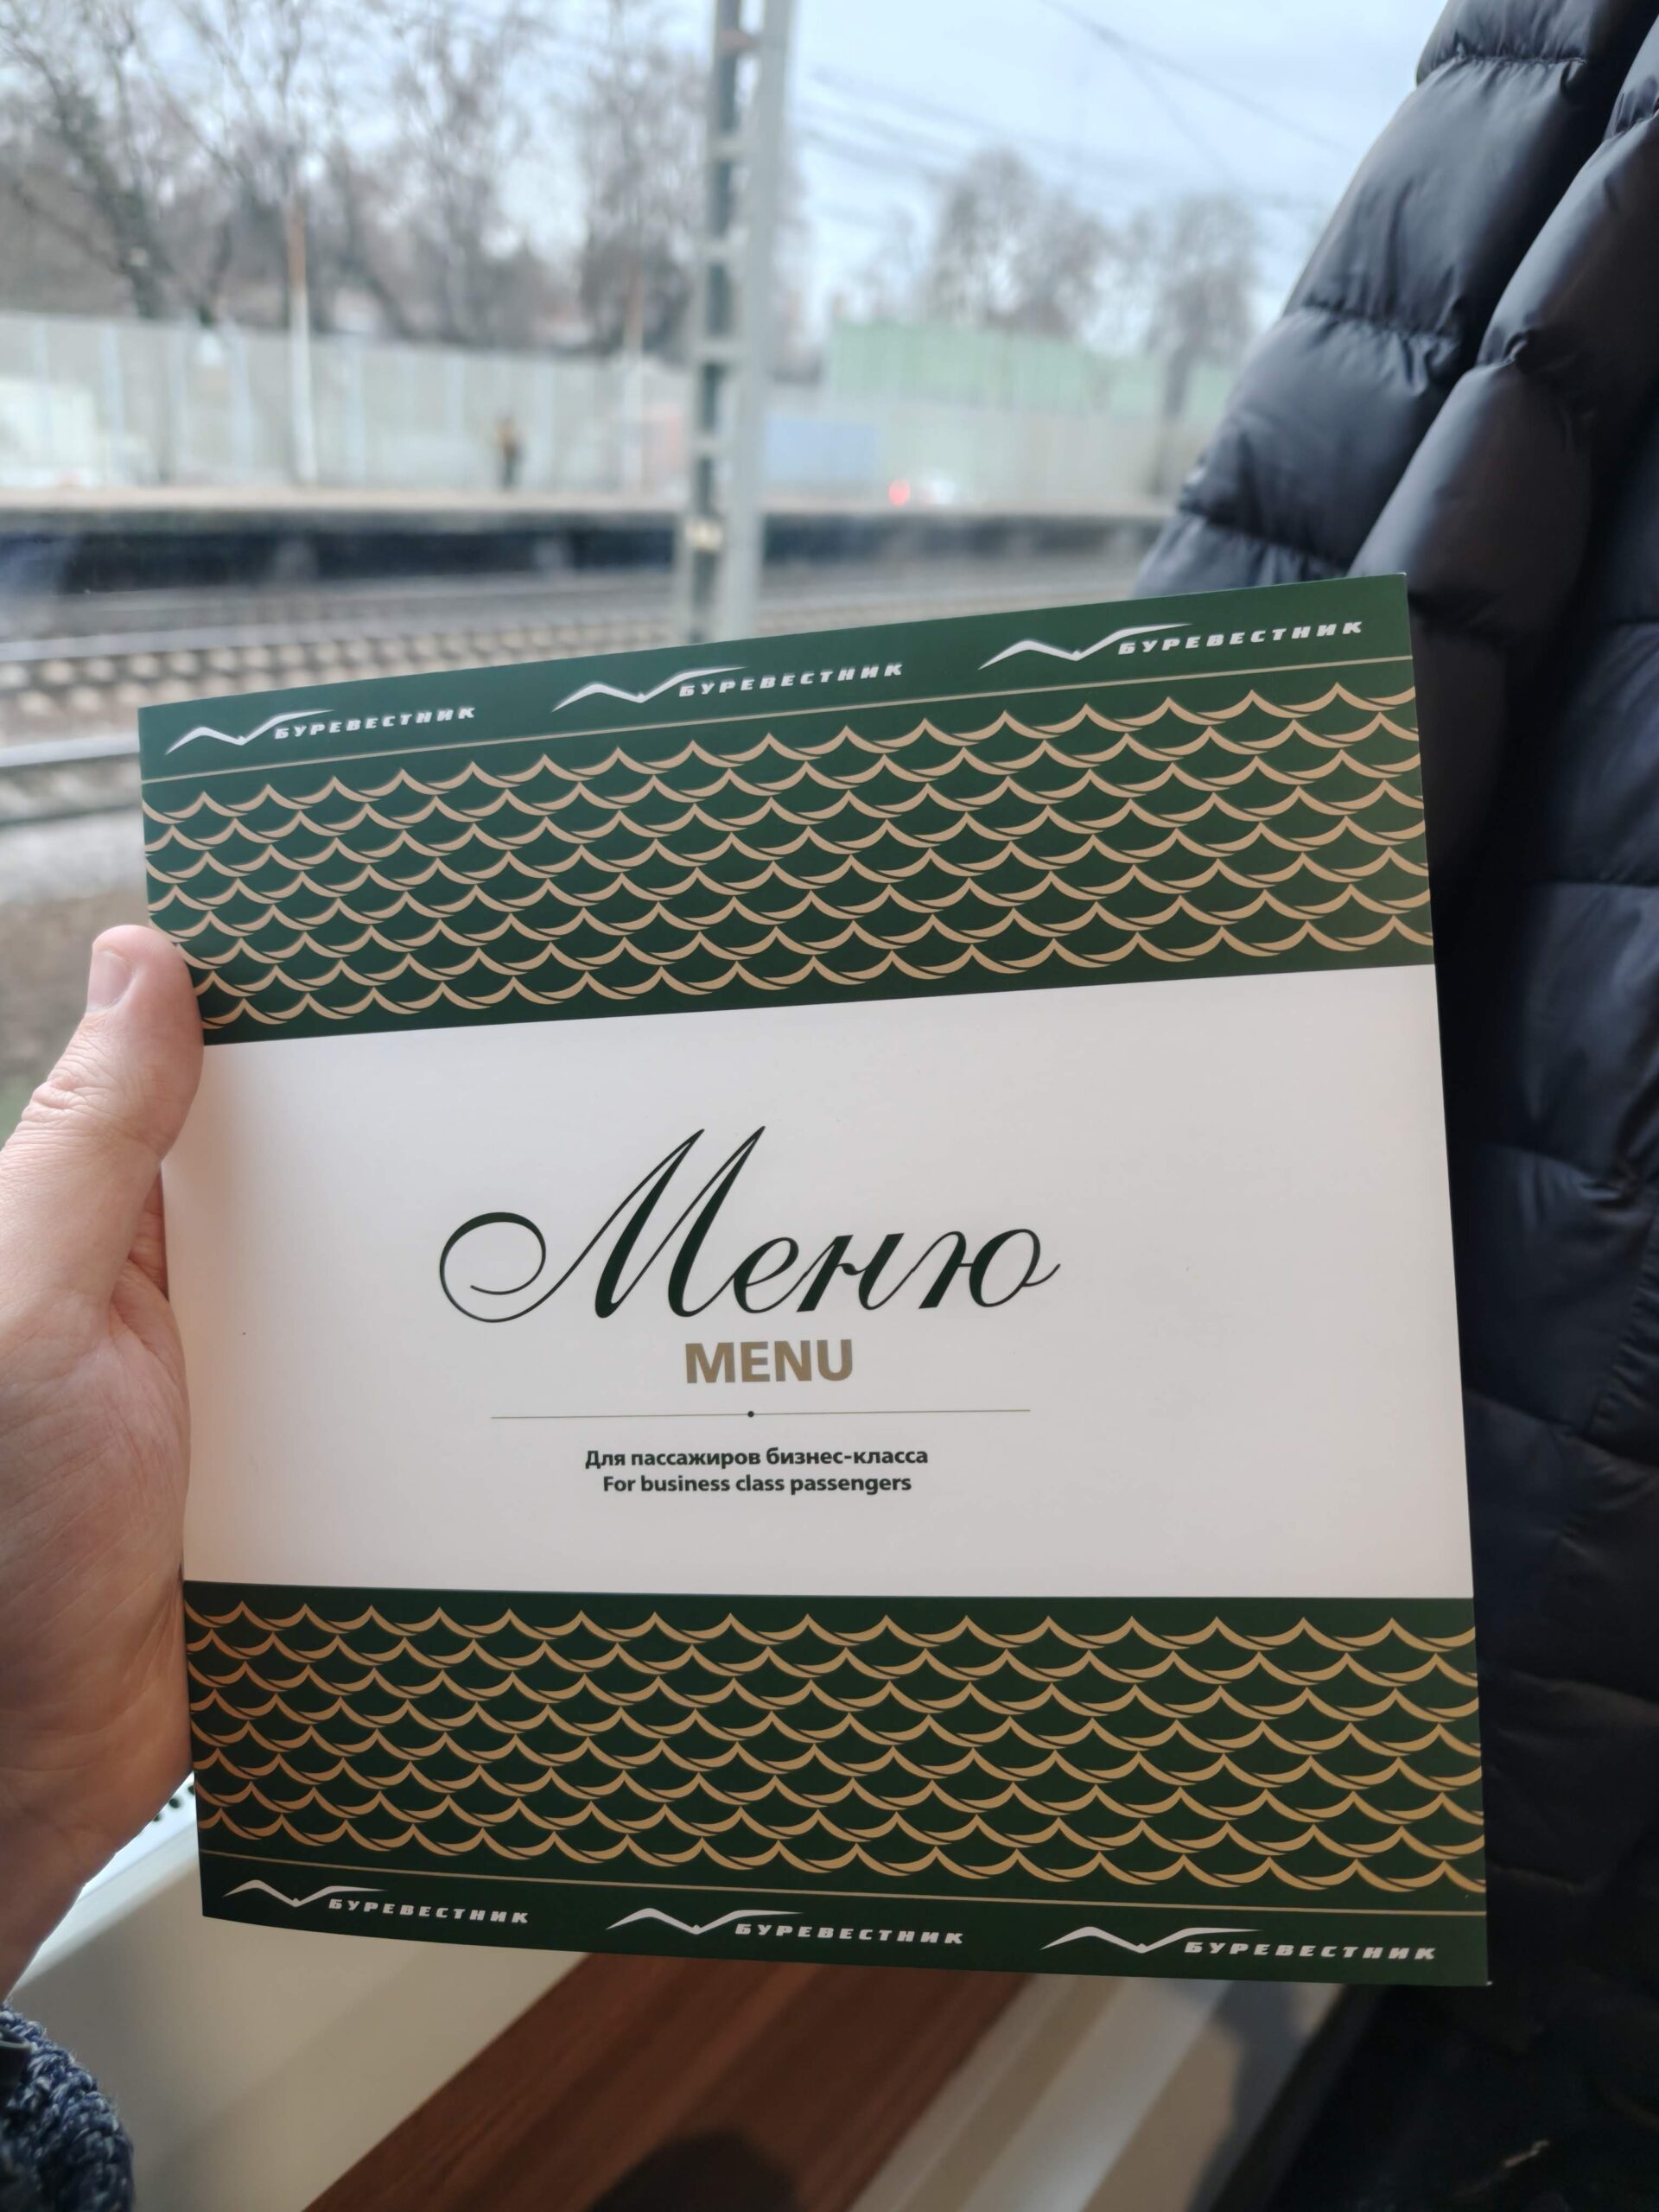 БУРЕВЕСТНИК БУРЕВЕСТНИК БУРЕВЕСТНИК
Меню
MENU
Для пассажиров бизнес-класса
For business class passengers
БУРЕВЕСТНИК БУРЕВЕСТНИК БУРЕВЕСТНИК